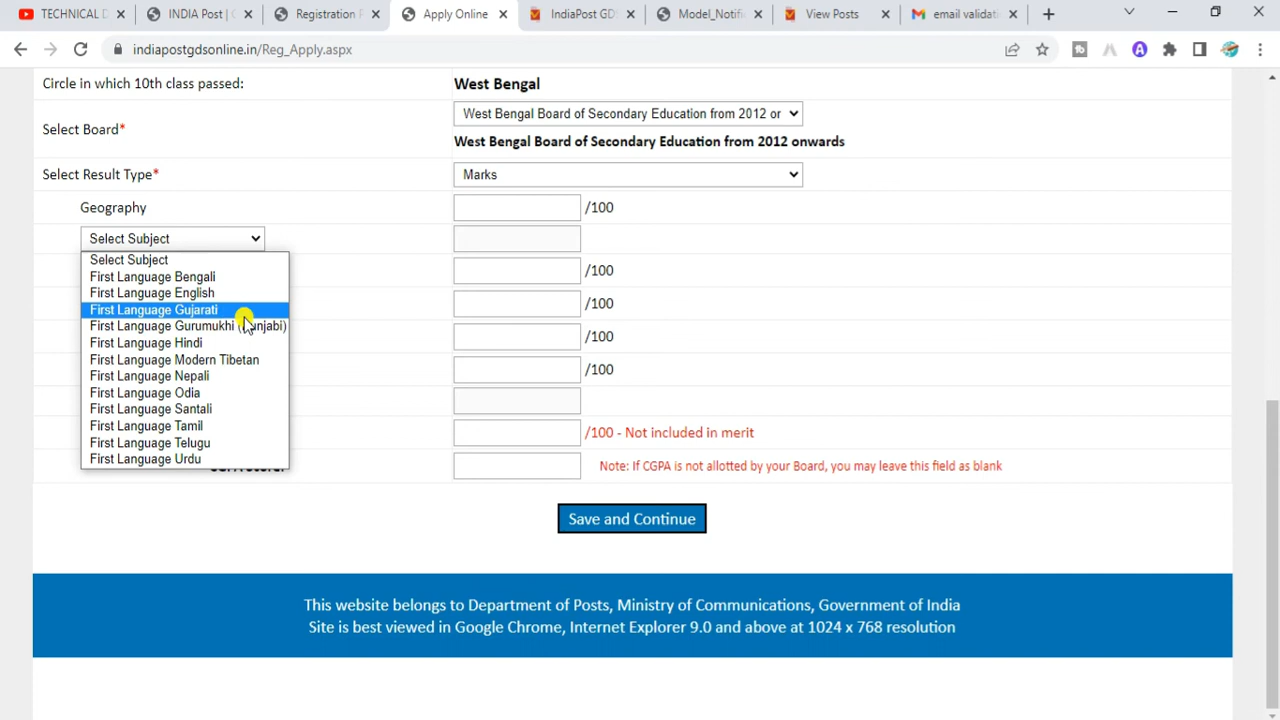 TECHNICAL D
INDIA Post | (
Registration F
Apply Online
IndiaPost GD
Model_Notifi
View Posts
email validati
indiapostgdsonline.in/Reg_Apply.aspx
Circle in which 10th class passed:
West Bengal
Select Board*
West Bengal Board of Secondary Education from 2012 or
West Bengal Board of Secondary Education from 2012 onwards
Select Result Type*
Marks
Geography
/100
Select Subject
Select Subject
First Language Bengali
/100
First Language English
First Language Gujarati
/100
First Language Gurumukhi (Punjabi)
First Language Hindi
/100
First Language Modern Tibetan
/100
First Language Nepali
First Language Odia
First Language Santali
First Language Tamil
/100 - Not included in merit
First Language Telugu
First Language Urdu
Note: If CGPA is not allotted by your Board, you may leave this field as blank
Save and Continue
This website belongs to Department of Posts, Ministry of Communications, Government of India
Site is best viewed in Google Chrome, Internet Explorer 9.0 and above at 1024 x 768 resolution